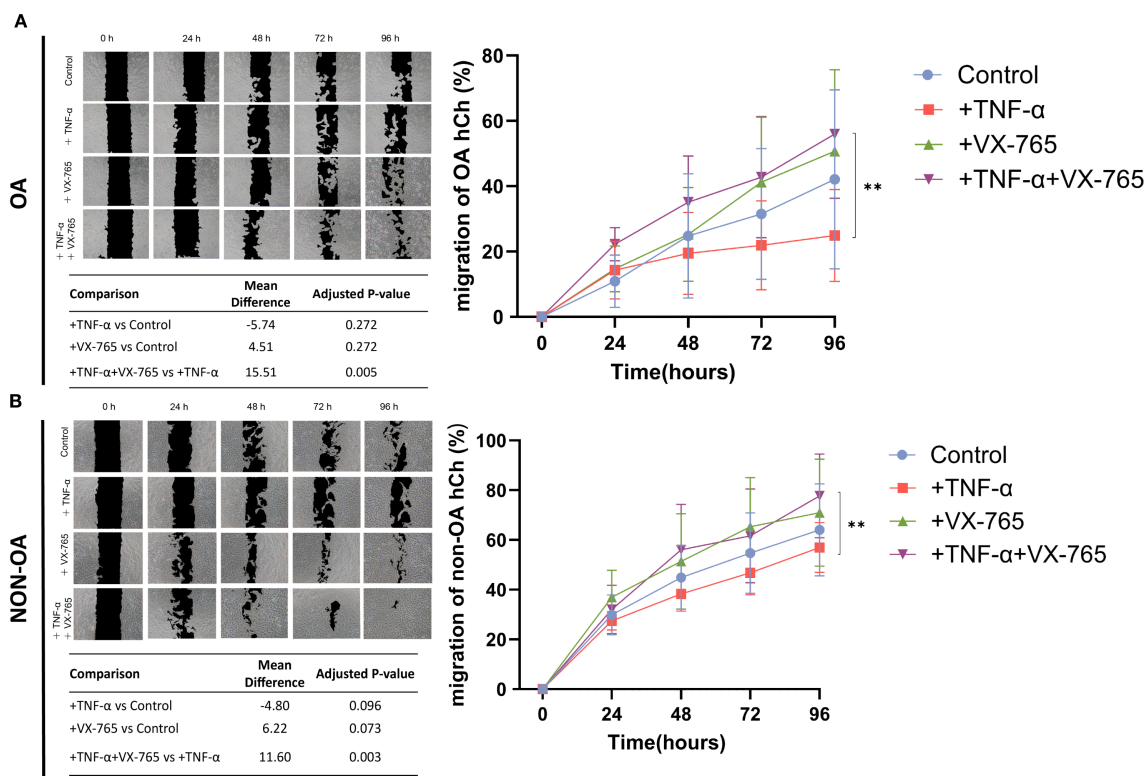 A
OA
0 h 24 h 48 h 72 h 96 h
Control
+ TNF-α
+ VX-765
+ TNF-α
+ VX-765
Comparison Mean Difference Adjusted P-value
+TNF-α vs Control -5.74 0.272
+VX-765 vs Control 4.51 0.272
+TNF-α+VX-765 vs +TNF-α 15.51 0.005
migration of OA hCh (%)
80
60
40
20
0
0 24 48 72 96
Time(hours)
**
Control
+TNF-α
+VX-765
+TNF-α+VX-765
B
NON-OA
0 h 24 h 48 h 72 h 96 h
Control
+ TNF-α
+ VX-765
+ TNF-α
+ VX-765
Comparison Mean Difference Adjusted P-value
+TNF-α vs Control -4.80 0.096
+VX-765 vs Control 6.22 0.073
+TNF-α+VX-765 vs +TNF-α 11.60 0.003
migration of non-OA hCh (%)
100
80
60
40
20
0
0 24 48 72 96
Time(hours)
**
Control
+TNF-α
+VX-765
+TNF-α+VX-765